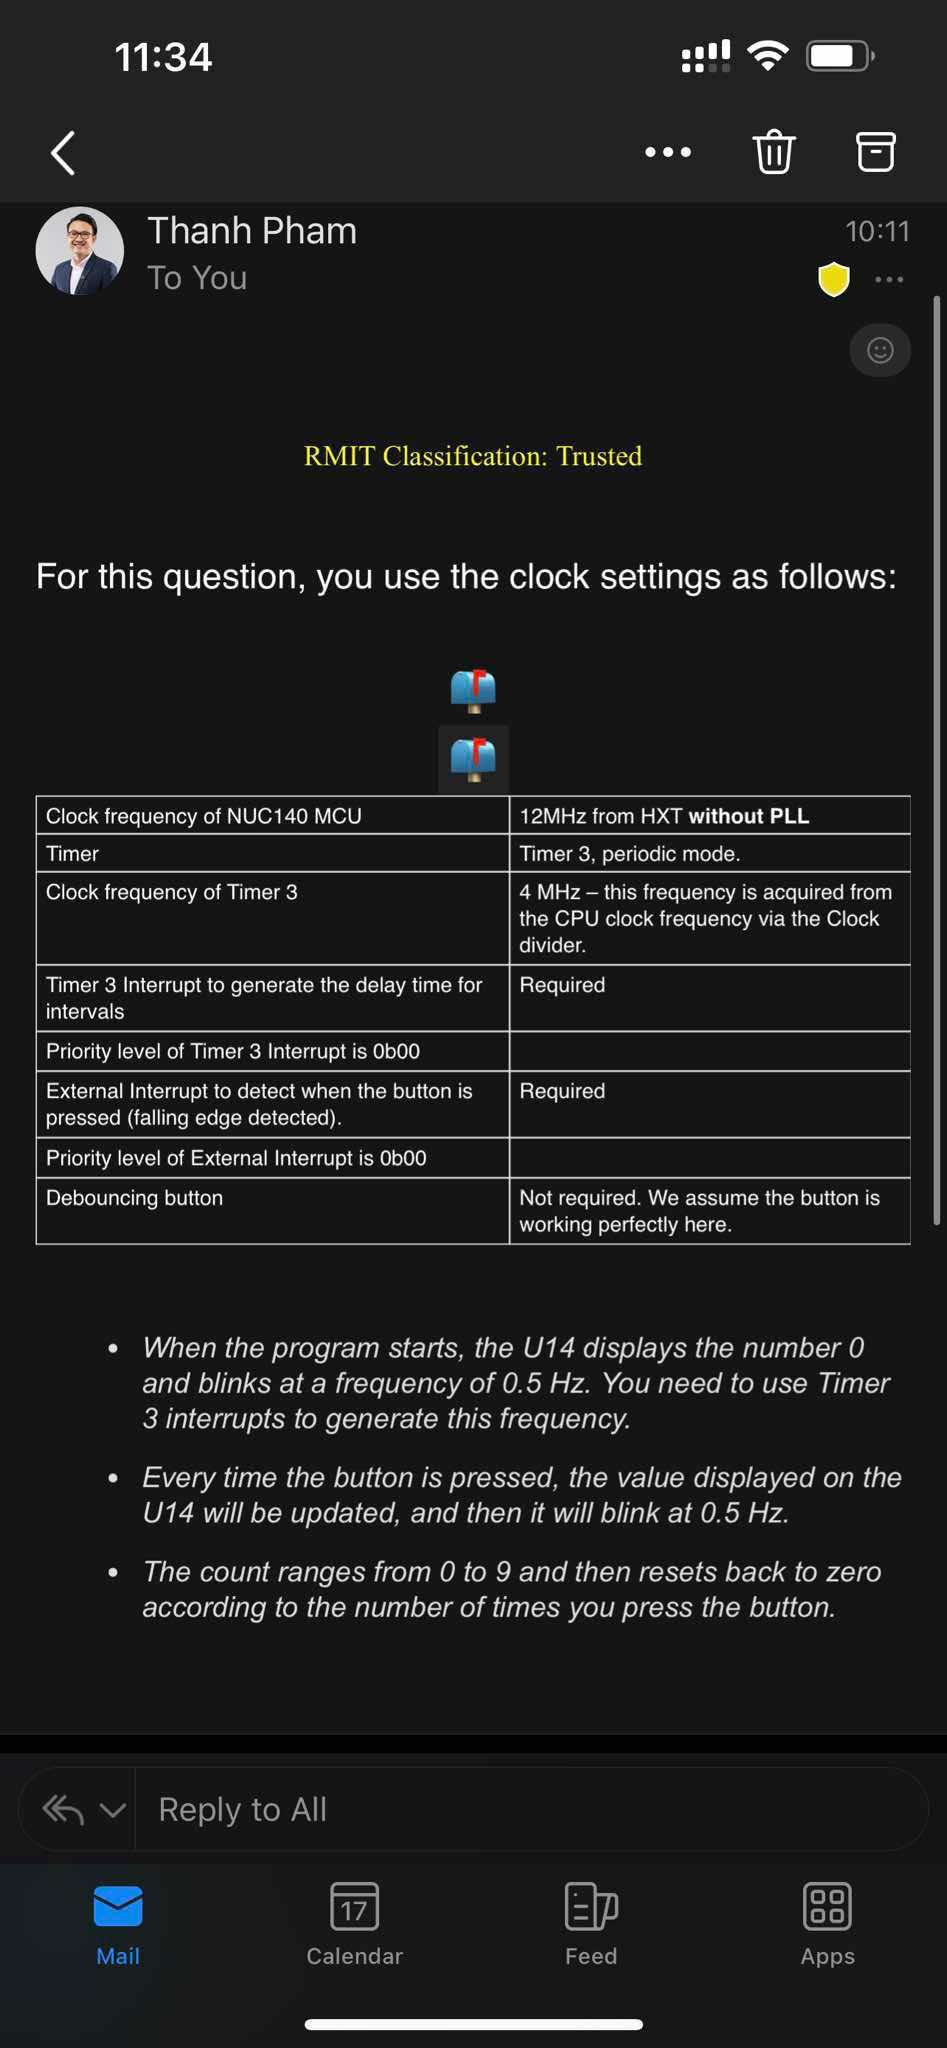 11:34
Thanh Pham
10:11
To You
RMIT Classification: Trusted
For this question, you use the clock settings as follows:
Clock frequency of NUC140 MCU
12MHz from HXT without PLL
Timer
Timer 3, periodic mode.
Clock frequency of Timer 3
4 MHz – this frequency is acquired from
the CPU clock frequency via the Clock
divider.
Timer 3 Interrupt to generate the delay time for
intervals
Required
Priority level of Timer 3 Interrupt is 0b00
External Interrupt to detect when the button is
pressed (falling edge detected).
Required
Priority level of External Interrupt is 0b00
Debouncing button
Not required. We assume the button is
working perfectly here.
• When the program starts, the U14 displays the number 0
and blinks at a frequency of 0.5 Hz. You need to use Timer
3 interrupts to generate this frequency.
• Every time the button is pressed, the value displayed on the
U14 will be updated, and then it will blink at 0.5 Hz.
• The count ranges from 0 to 9 and then resets back to zero
according to the number of times you press the button.
Reply to All
17
Mail
Calendar
Feed
Apps